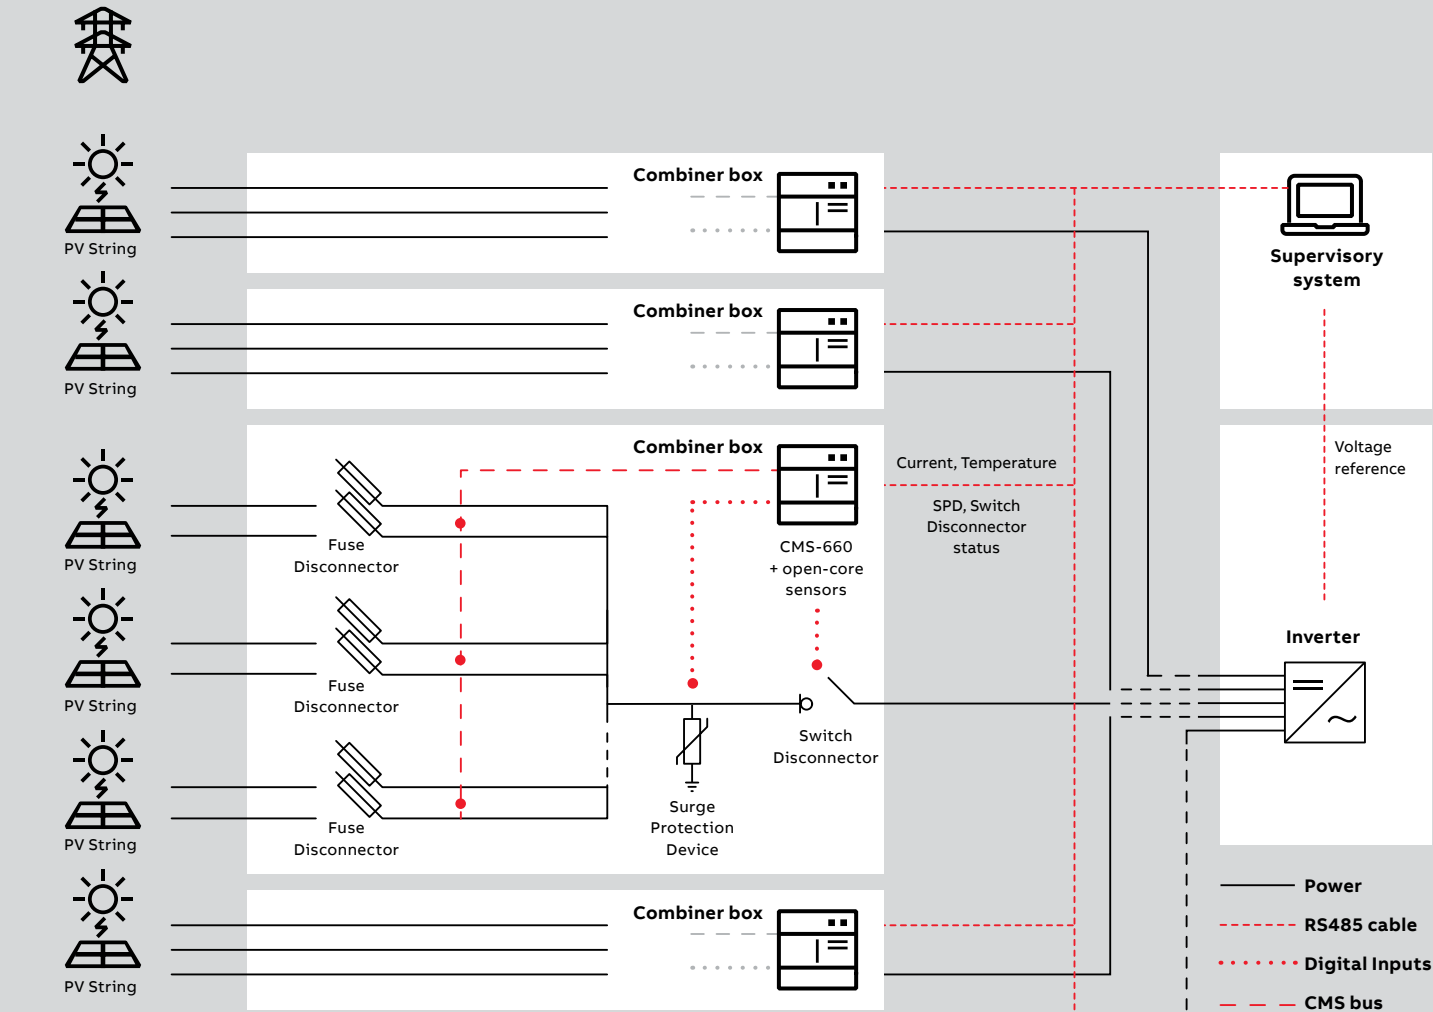 Combiner box
PV String
Supervisory
system
Combiner box
PV String
Combiner box
Voltage
reference
Current, Temperature
SPD, Switch
Disconnector
status
CMS-660
+ open-core
sensors
Fuse
Disconnector
PV String
Inverter
Fuse
Disconnector
PV String
Switch
Disconnector
Surge
Protection
Device
Fuse
Disconnector
PV String
Combiner box
PV String
Power
RS485 cable
Digital Inputs
CMS bus